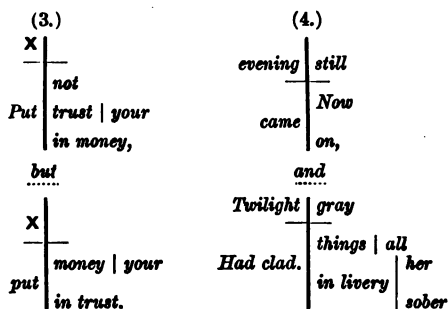 (3.)
X
not
Put trust | your
in money,
but
X
money | your
put
in trust.
(4.)
evening still
Now
came
on,
and
Twilight gray
things | all
Had clad. her
in livery
sober